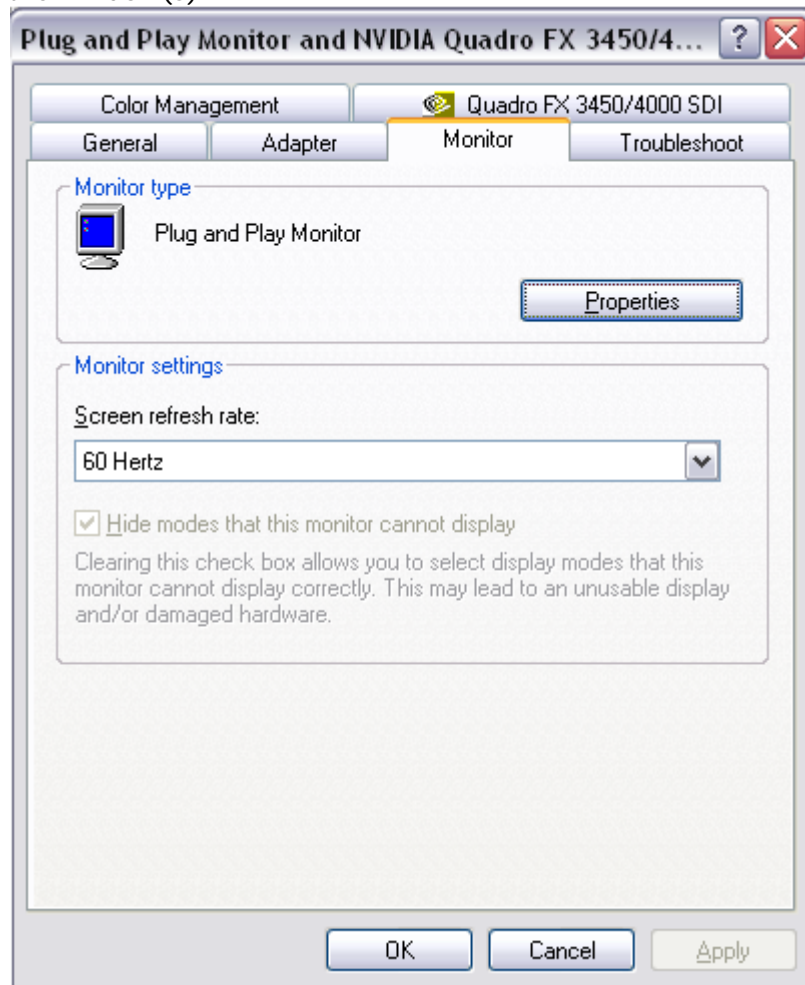 Plug and Play Monitor and NVIDIA Quadro FX 3450/4...
Color Management
Quadro FX 3450/4000 SDI
General
Adapter
Monitor
Troubleshoot
Monitor type
Plug and Play Monitor
Properties
Monitor settings
Screen refresh rate:
60 Hertz
Hide modes that this monitor cannot display
Clearing this check box allows you to select display modes that this
monitor cannot display correctly. This may lead to an unusable display
and/or damaged hardware.
OK
Cancel
Apply